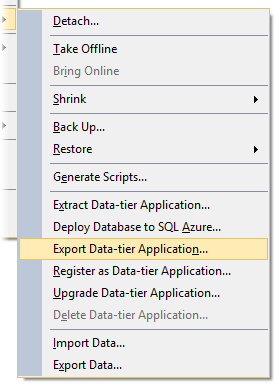 Detach...
Take Offline
Bring Online
Shrink
Back Up...
Restore
Generate Scripts...
Extract Data-tier Application...
Deploy Database to SQL Azure...
Export Data-tier Application...
Register as Data-tier Application...
Upgrade Data-tier Application...
Delete Data-tier Application...
Import Data...
Export Data...